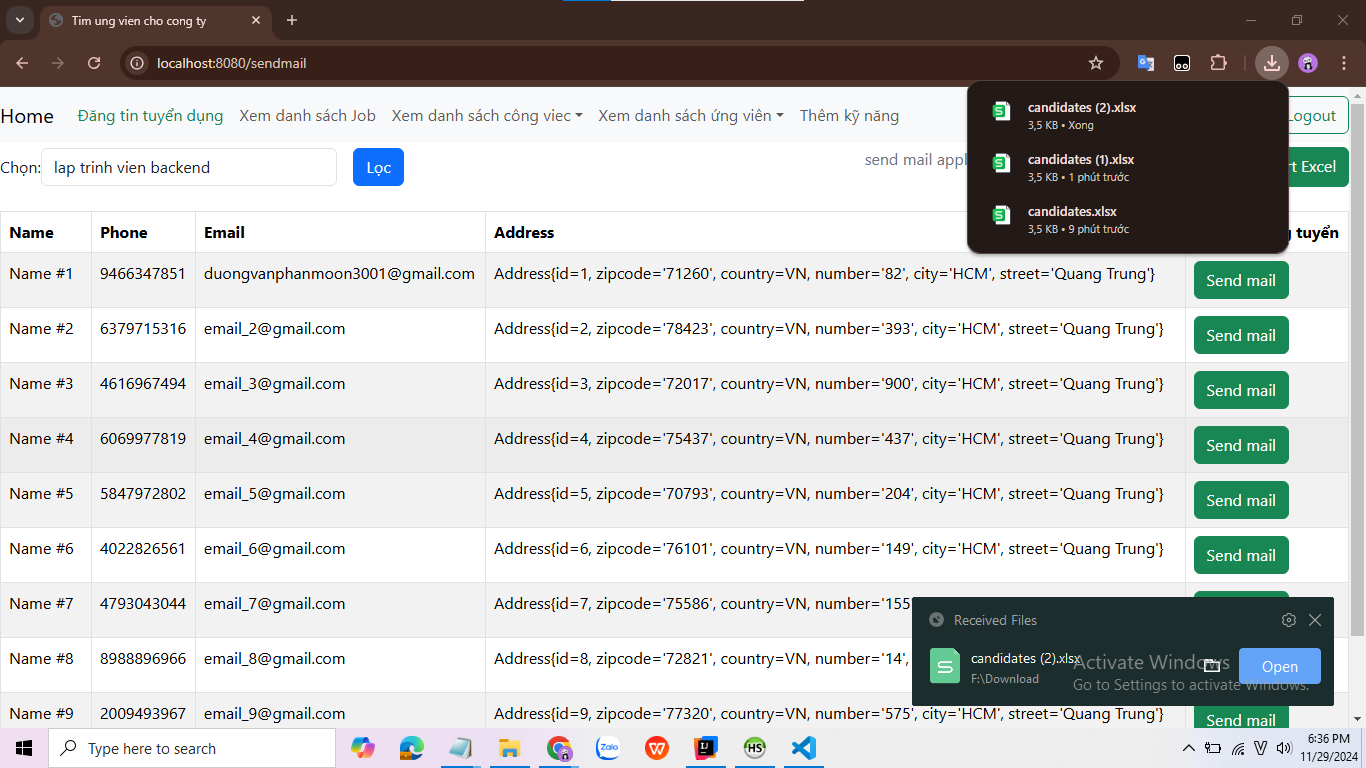 Tim ung vien cho cong ty
localhost:8080/sendmail
candidates (2).xlsx
3,5 KB • Xong
candidates (1).xlsx
3,5 KB • 1 phút trước
candidates.xlsx
3,5 KB • 9 phút trước
Home Đăng tin tuyển dụng Xem danh sách Job Xem danh sách công viec Xem danh sách ứng viên Thêm kỹ năng Logout
Chọn: lap trinh vien backend Lọc send mail appl Excel
Name Phone Email Address tuyển
Name #1 9466347851 duongvanphanmoon3001@gmail.com Address{id=1, zipcode='71260', country=VN, number='82', city='HCM', street='Quang Trung'} Send mail
Name #2 6379715316 email_2@gmail.com Address{id=2, zipcode='78423', country=VN, number='393', city='HCM', street='Quang Trung'} Send mail
Name #3 4616967494 email_3@gmail.com Address{id=3, zipcode='72017', country=VN, number='900', city='HCM', street='Quang Trung'} Send mail
Name #4 6069977819 email_4@gmail.com Address{id=4, zipcode='75437', country=VN, number='437', city='HCM', street='Quang Trung'} Send mail
Name #5 5847972802 email_5@gmail.com Address{id=5, zipcode='70793', country=VN, number='204', city='HCM', street='Quang Trung'} Send mail
Name #6 4022826561 email_6@gmail.com Address{id=6, zipcode='76101', country=VN, number='149', city='HCM', street='Quang Trung'} Send mail
Name #7 4793043044 email_7@gmail.com Address{id=7, zipcode='75586', country=VN, number='155'
Name #8 8988896966 email_8@gmail.com Address{id=8, zipcode='72821', country=VN, number='14',
Name #9 2009493967 email_9@gmail.com Address{id=9, zipcode='77320', country=VN, number='575', city='HCM', street='Quang Trung'} Send mail
Received Files
candidates (2).xlsx
F:\Download
Open
Activate Windows
Go to Settings to activate Windows.
Type here to search
Zalo
HS
6:36 PM
11/29/2024